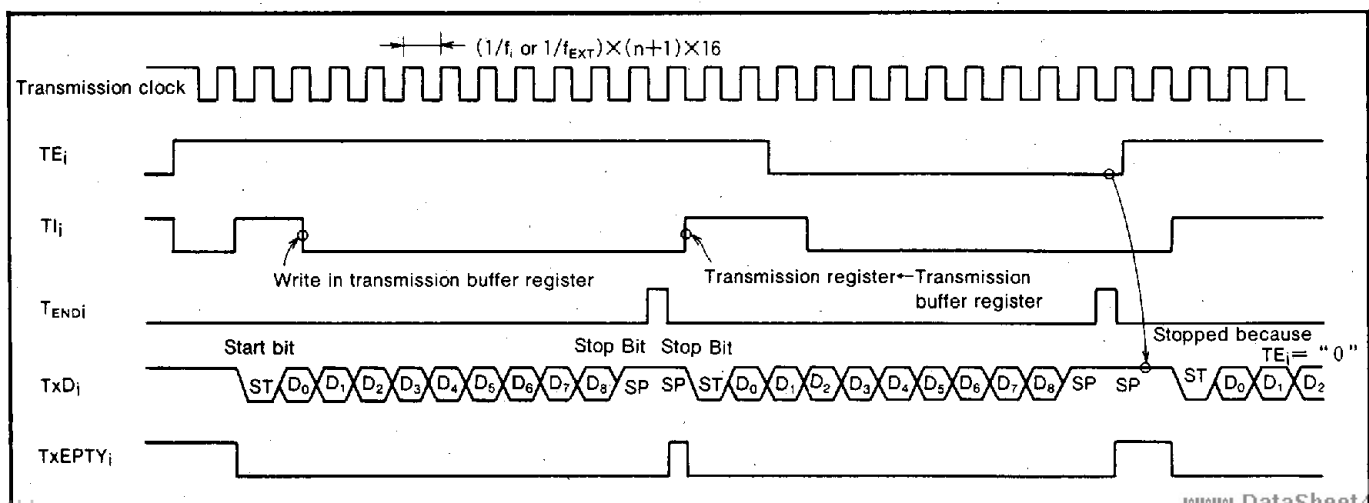 (1/fi or 1/fEXT)×(n+1)×16
Transmission clock
TEi
TIi
Write in transmission buffer register
Transmission register←Transmission
buffer register
TENDi
Stopped because
TEi= "0"
Start bit
Stop Bit Stop Bit
TxDi
ST D0 D1 D2 D3 D4 D5 D6 D7 D8 SP SP ST D0 D1 D2 D3 D4 D5 D6 D7 D8 SP SP ST D0 D1 D2
TxEPTYi